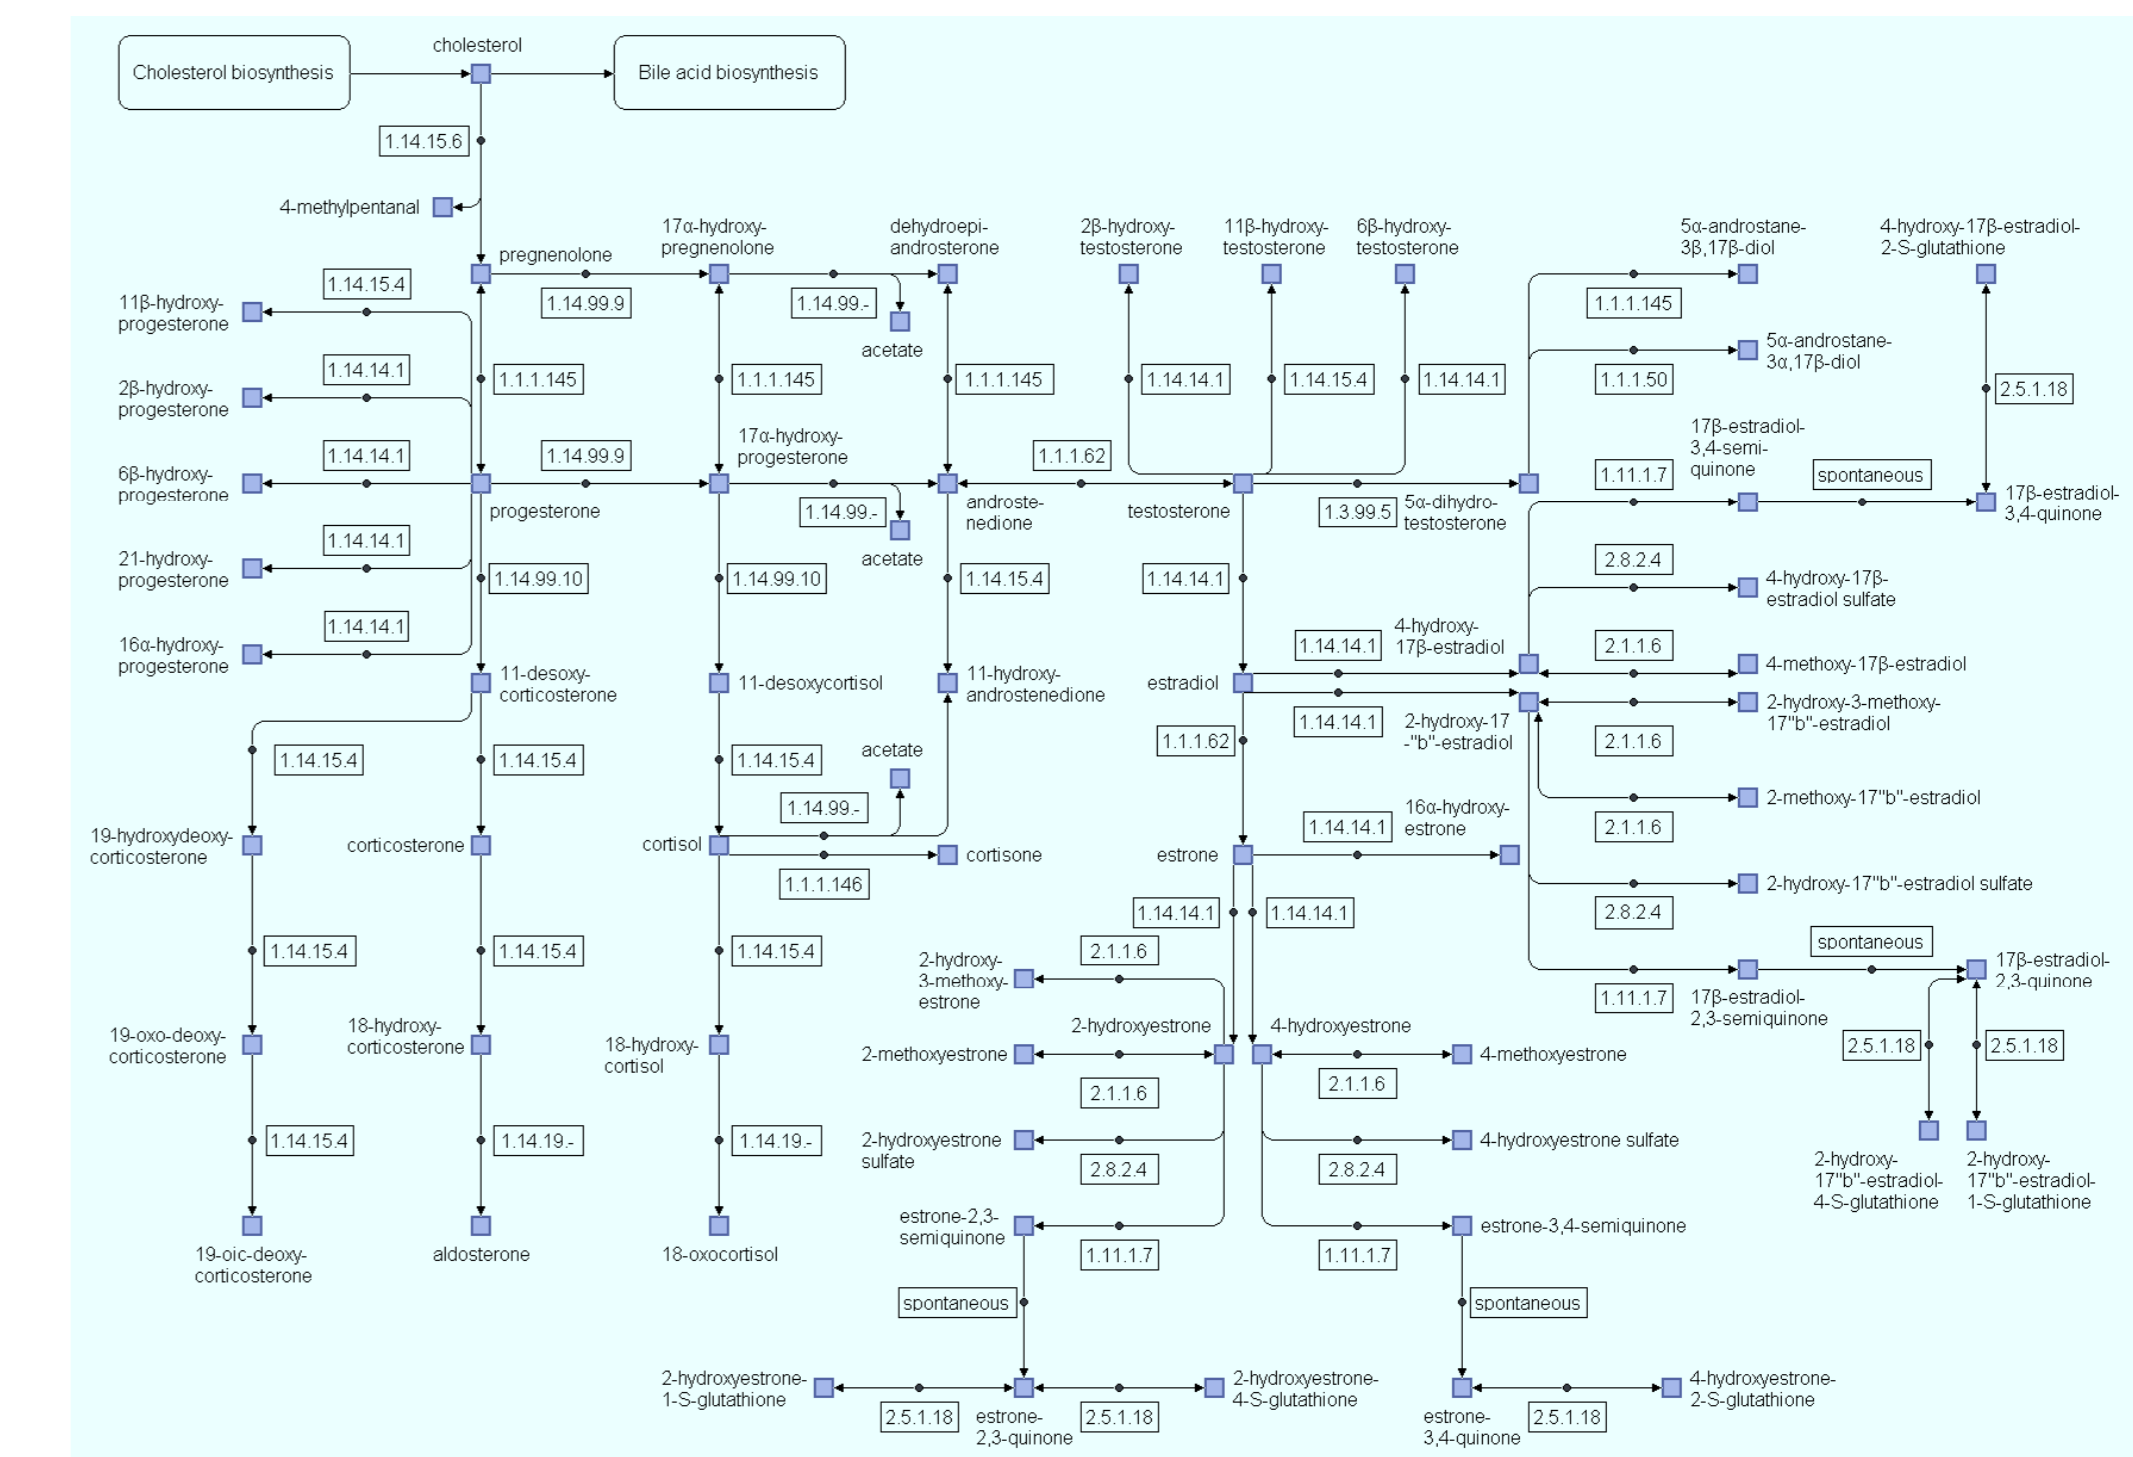 cholesterol
Cholesterol biosynthesis
Bile acid biosynthesis
1.14.15.6
4-methylpentanal
pregnenolone
17α-hydroxy-
pregnenolone
dehydroepi-
androsterone
2β-hydroxy-
testosterone
11β-hydroxy-
testosterone
6β-hydroxy-
testosterone
5α-androstane-
3β,17β-diol
4-hydroxy-17β-estradiol-
2-S-glutathione
1.14.15.4
1.14.99.9
1.14.99.-
1.1.1.145
11β-hydroxy-
progesterone
acetate
5α-androstane-
3α,17β-diol
1.14.14.1
1.1.1.145
1.1.1.145
1.1.1.145
1.14.14.1
1.14.15.4
1.14.14.1
1.1.1.50
2.5.1.18
2β-hydroxy-
progesterone
17β-estradiol-
3,4-semi-
quinone
17α-hydroxy-
progesterone
1.14.14.1
1.14.99.9
1.1.1.62
1.11.1.7
spontaneous
6β-hydroxy-
progesterone
progesterone
1.14.99.-
androste-
nedione
testosterone
1.3.99.5
5α-dihydro-
testosterone
17β-estradiol-
3,4-quinone
1.14.14.1
acetate
2.8.2.4
21-hydroxy-
progesterone
1.14.99.10
1.14.99.10
1.14.15.4
1.14.14.1
4-hydroxy-17β-
estradiol sulfate
1.14.14.1
16α-hydroxy-
progesterone
1.14.14.1
4-hydroxy-
17β-estradiol
2.1.1.6
4-methoxy-17β-estradiol
11-desoxy-
corticosterone
11-desoxycortisol
11-hydroxy-
androstenedione
estradiol
1.14.14.1
2-hydroxy-17
-"b"-estradiol
2-hydroxy-3-methoxy-
17"b"-estradiol
1.1.1.62
2.1.1.6
1.14.15.4
1.14.15.4
1.14.15.4
acetate
2-methoxy-17"b"-estradiol
1.14.99.-
1.14.14.1
16α-hydroxy-
estrone
2.1.1.6
19-hydroxydeoxy-
corticosterone
corticosterone
cortisol
cortisone
estrone
1.1.1.146
2-hydroxy-17"b"-estradiol sulfate
1.14.14.1
1.14.14.1
2.8.2.4
1.14.15.4
1.14.15.4
1.14.15.4
2.1.1.6
spontaneous
2-hydroxy-
3-methoxy-
estrone
17β-estradiol-
2,3-quinone
1.11.1.7
17β-estradiol-
2,3-semiquinone
19-oxo-deoxy-
corticosterone
18-hydroxy-
corticosterone
18-hydroxy-
cortisol
2-hydroxyestrone
4-hydroxyestrone
2-methoxyestrone
4-methoxyestrone
2.5.1.18
2.5.1.18
2.1.1.6
2.1.1.6
1.14.15.4
1.14.19.-
1.14.19.-
2-hydroxyestrone
sulfate
4-hydroxyestrone sulfate
2.8.2.4
2.8.2.4
2-hydroxy-
17"b"-estradiol-
4-S-glutathione
2-hydroxy-
17"b"-estradiol-
1-S-glutathione
estrone-2,3-
semiquinone
estrone-3,4-semiquinone
19-oic-deoxy-
corticosterone
aldosterone
18-oxocortisol
1.11.1.7
1.11.1.7
spontaneous
spontaneous
2-hydroxyestrone-
1-S-glutathione
2-hydroxyestrone-
4-S-glutathione
4-hydroxyestrone-
2-S-glutathione
2.5.1.18
estrone-
2,3-quinone
2.5.1.18
estrone-
3,4-quinone
2.5.1.18